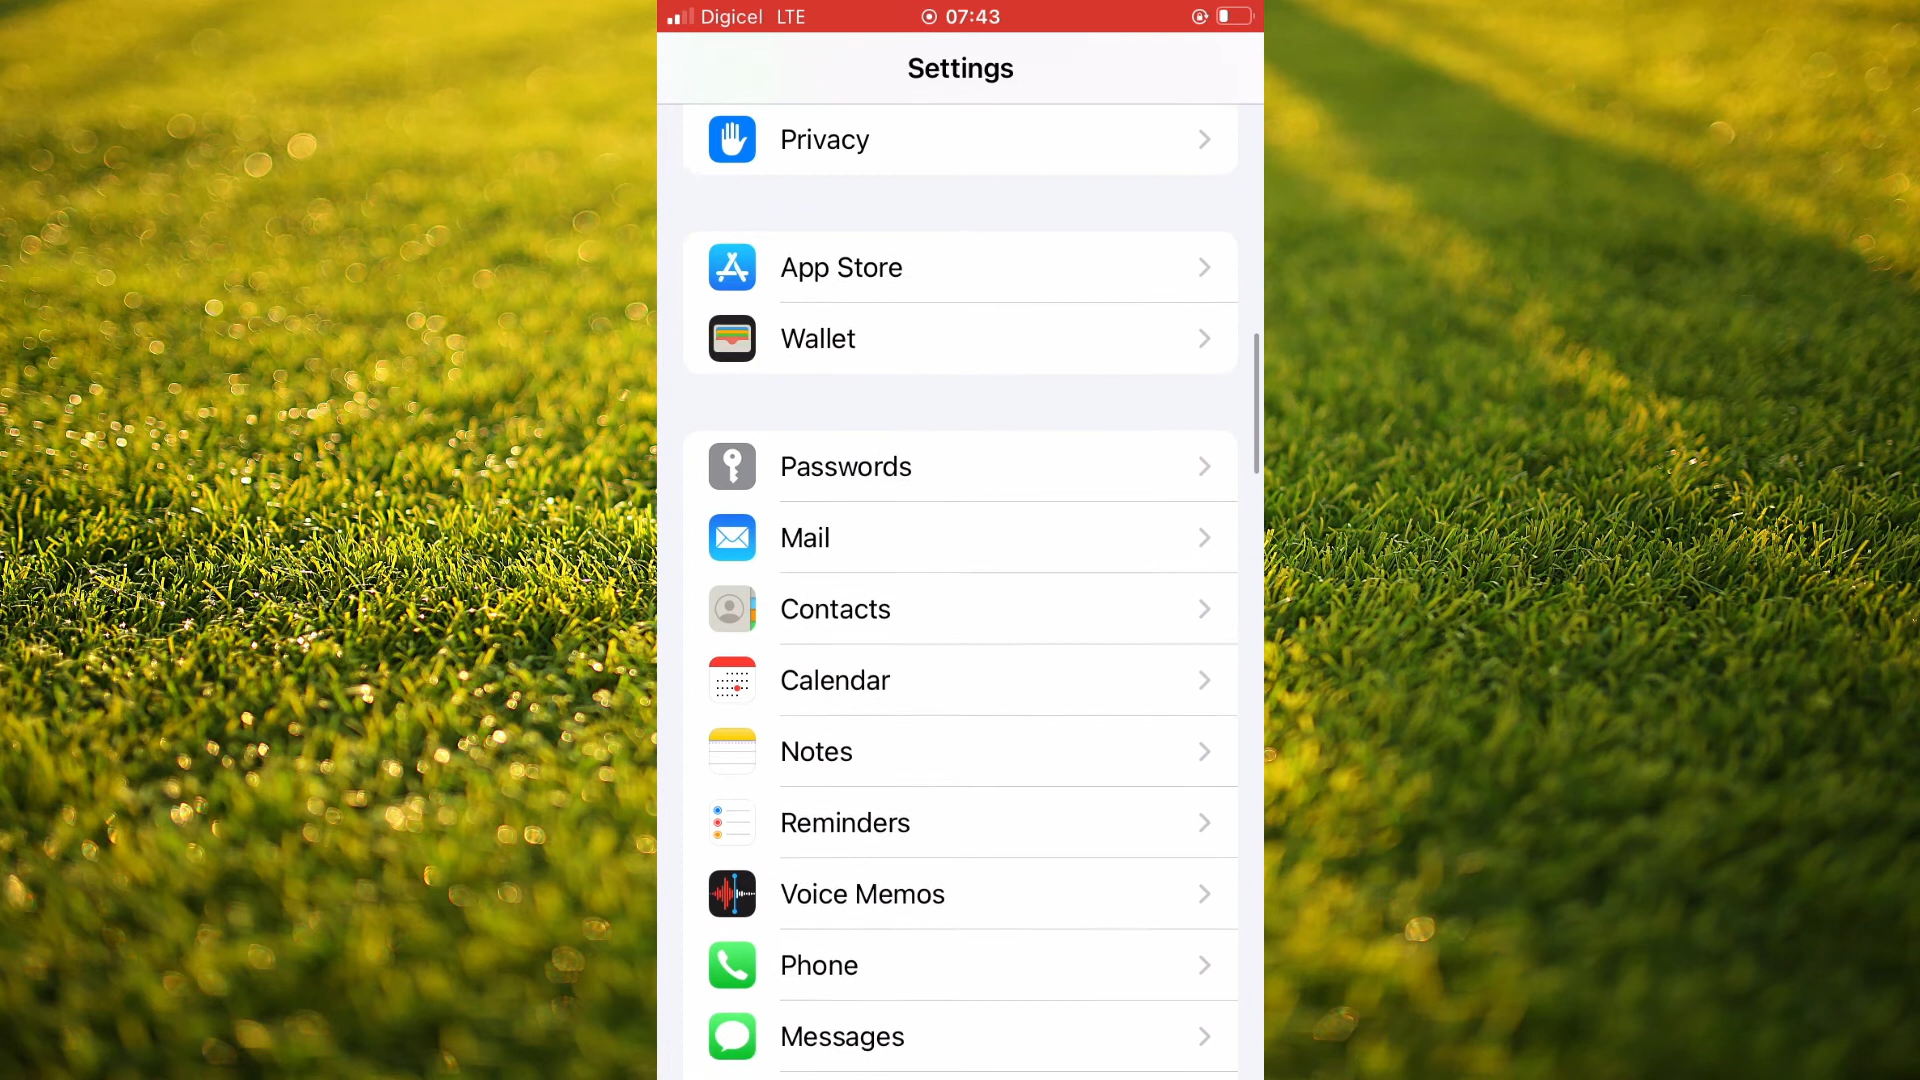 Digicel LTE 07:43
Settings
Privacy
App Store
Wallet
Passwords
Mail
Contacts
Calendar
Notes
Reminders
Voice Memos
Phone
Messages